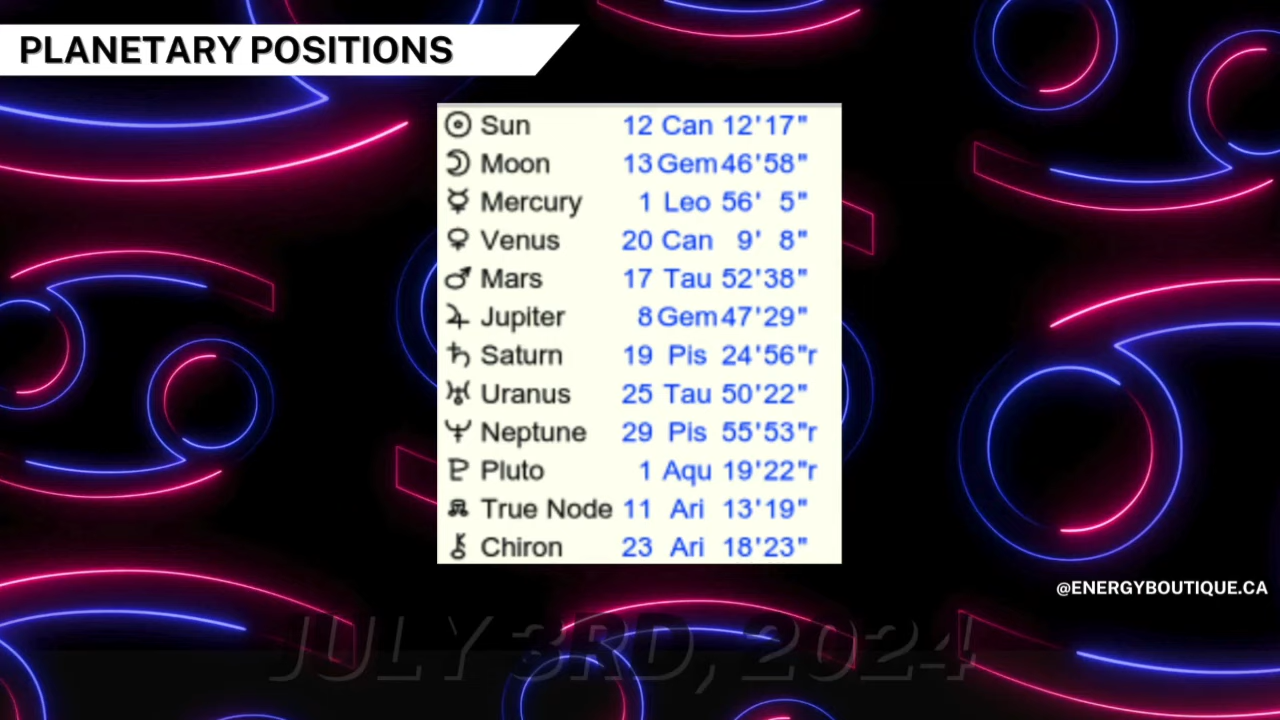 PLANETARY POSITIONS
Sun 12 Can 12'17"
Moon 13 Gem 46'58"
Mercury 1 Leo 56' 5"
Venus 20 Can 9' 8"
Mars 17 Tau 52'38"
Jupiter 8 Gem 47'29"
Saturn 19 Pis 24'56"r
Uranus 25 Tau 50'22"
Neptune 29 Pis 55'53"r
Pluto 1 Aqu 19'22"r
True Node 11 Ari 13'19"
Chiron 23 Ari 18'23"
@ENERGYBOUTIQUE.CA
JULY 3RD, 2024